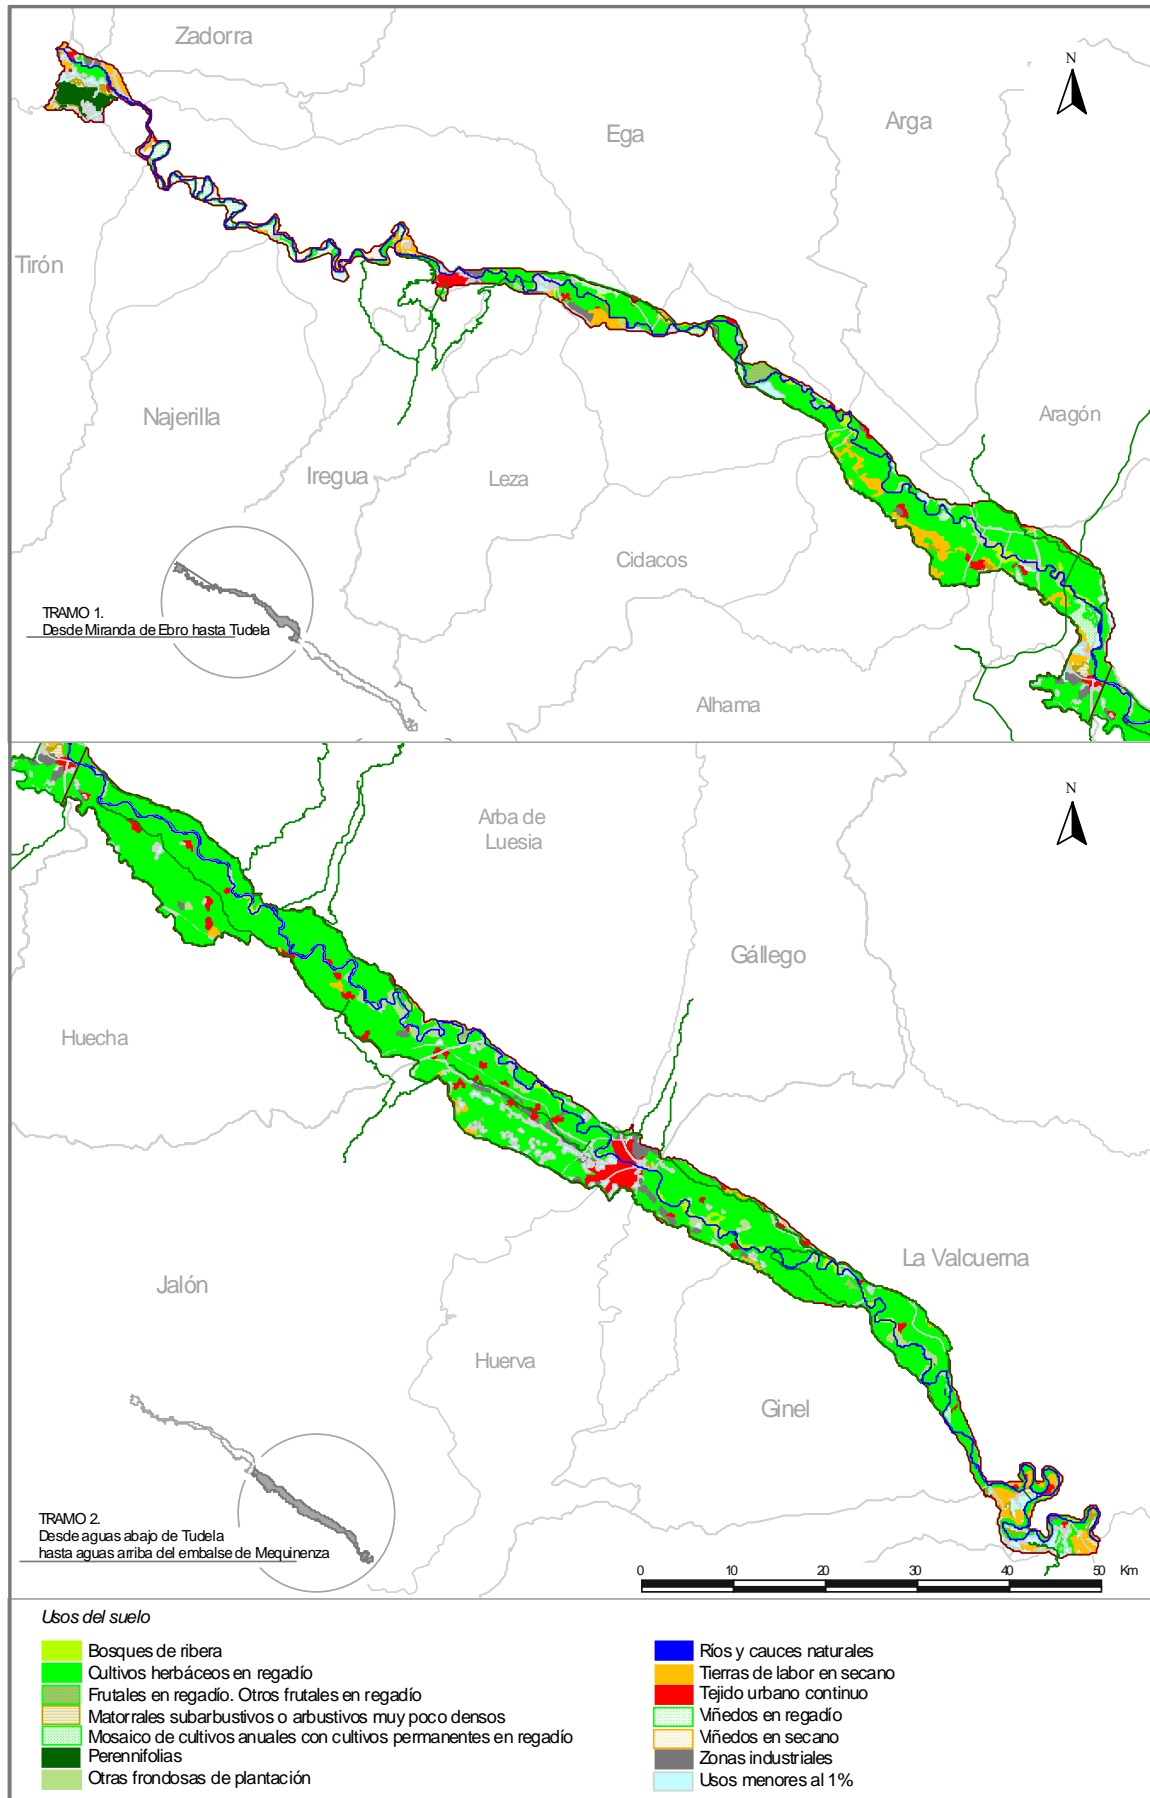 Zadorra
N
Ega
Arga
Tirón
Najerilla
Aragón
Iregua
Leza
Cidacos
TRAMO 1.
Desde Miranda de Ebro hasta Tudela
Alhama
Arba de
Luesia
N
Gállego
Huecha
Jalón
La Valcuerna
Huerva
Ginel
TRAMO 2.
Desde aguas abajo de Tudela
hasta aguas arriba del embalse de Mequinenza
0 10 20 30 40 50 Km
Usos del suelo
Bosques de ribera
Cultivos herbáceos en regadío
Frutales en regadío. Otros frutales en regadío
Matorrales subarbustivos o arbustivos muy poco densos
Mosaico de cultivos anuales con cultivos permanentes en regadío
Perennifolias
Otras frondosas de plantación
Ríos y cauces naturales
Tierras de labor en secano
Tejido urbano continuo
Viñedos en regadío
Viñedos en secano
Zonas industriales
Usos menores al 1%